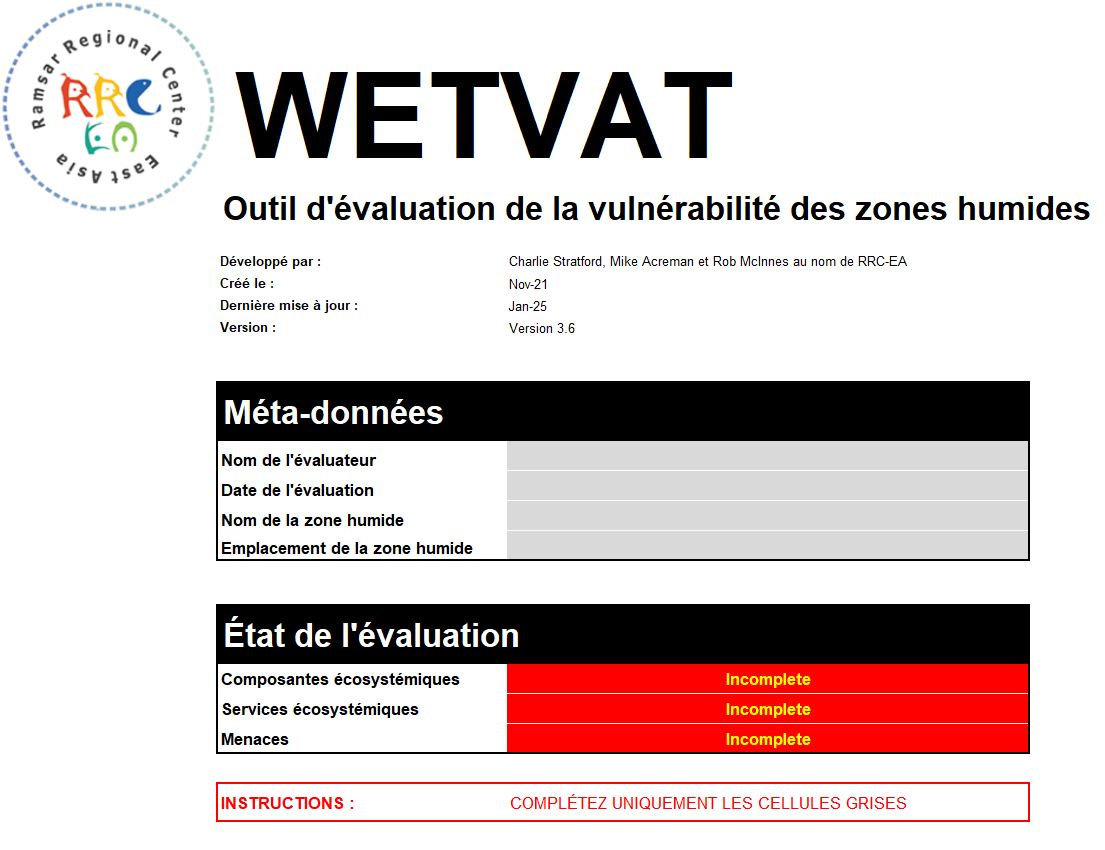 Ramsar Regional Center
RRC
EA
East Asia
WETVAT
Outil d'évaluation de la vulnérabilité des zones humides
Développé par : Charlie Stratford, Mike Acreman et Rob McInnes au nom de RRC-EA
Créé le : Nov-21
Dernière mise à jour : Jan-25
Version : Version 3.6
Méta-données
Nom de l'évaluateur
Date de l'évaluation
Nom de la zone humide
Emplacement de la zone humide
État de l'évaluation
Composantes écosystémiques Incomplete
Services écosystémiques Incomplete
Menaces Incomplete
INSTRUCTIONS : COMPLÉTEZ UNIQUEMENT LES CELLULES GRISES